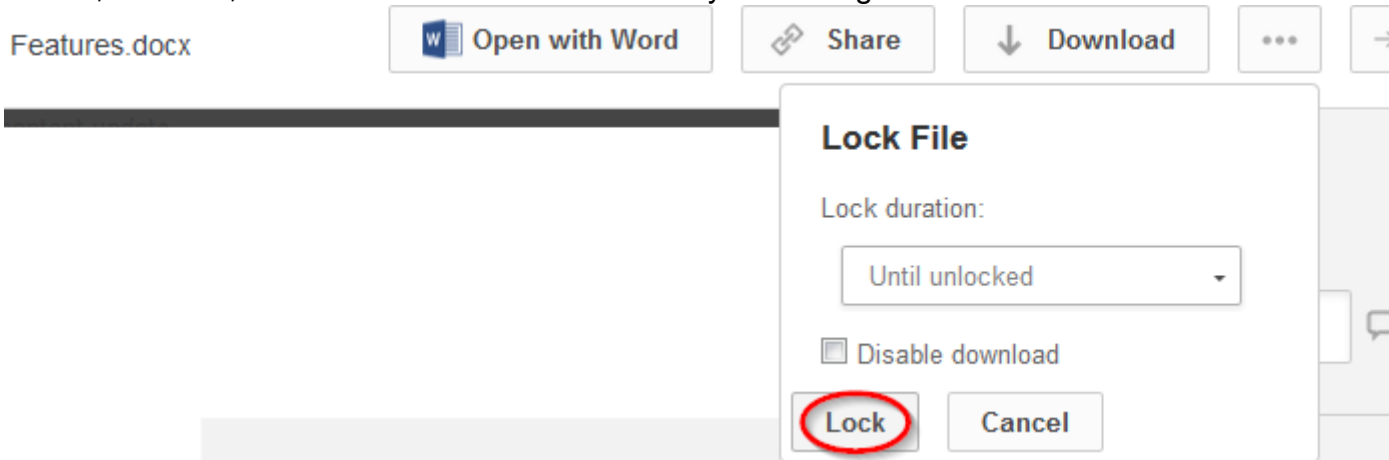 Features.docx Open with Word Share Download
Lock File
Lock duration:
Until unlocked
Disable download
Lock Cancel